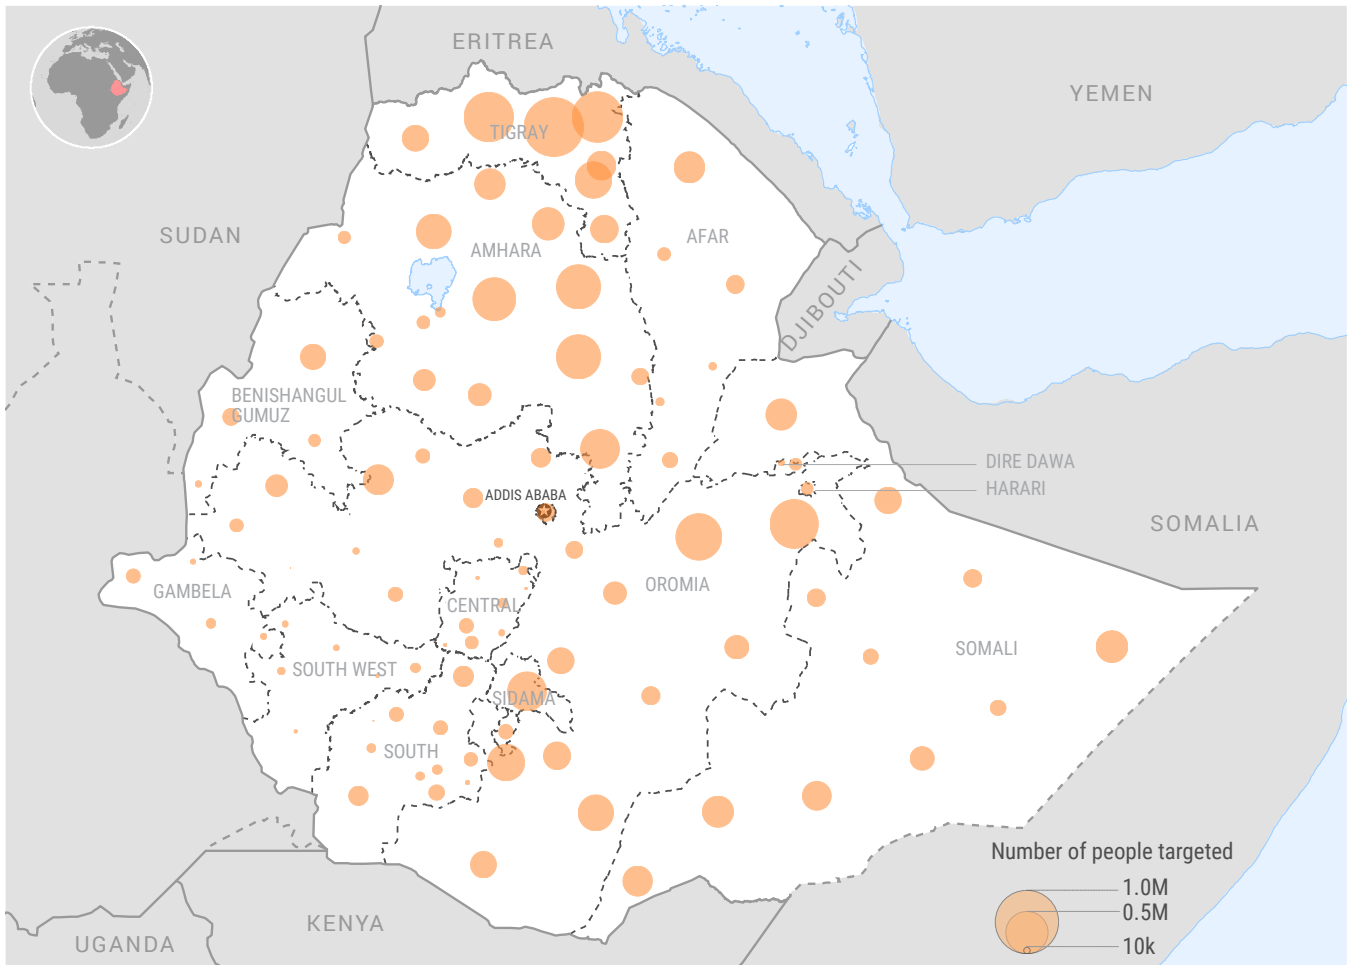 ERITREA
YEMEN
TIGRAY
SUDAN
AFAR
AMHARA
DJIBOUTI
BENISHANGUL
GUMUZ
DIRE DAWA
HARARI
ADDIS ABABA
SOMALIA
OROMIA
GAMBELA
CENTRAL
SOMALI
SOUTH WEST
SIDAMA
SOUTH
Number of people targeted
1.0M
0.5M
10k
KENYA
UGANDA